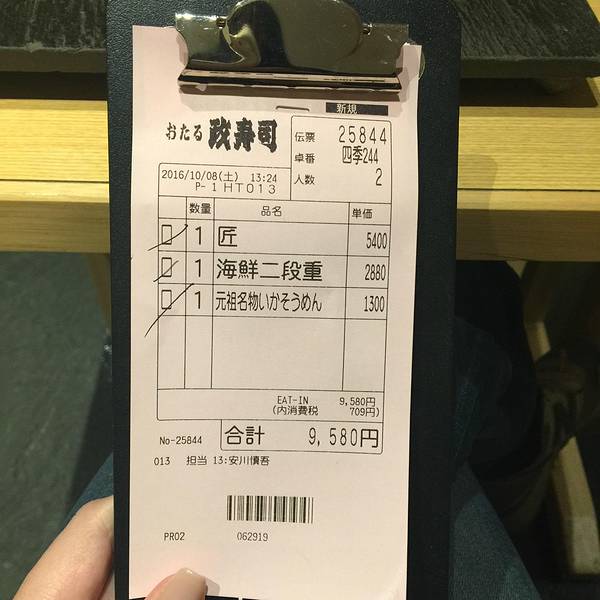 新規
おたる 政寿司
伝票 25844
卓番 四季244
人数 2
2016/10/08(土) 13:24
P-1HT013
数量 品名 単価
1 匠 5400
1 海鮮二段重 2880
1 元祖名物いかそうめん 1300
EAT-IN 9,580円
(内消費税 709円)
No-25844 合計 9,580円
013 担当 13:安川慎吾
PR02 062919